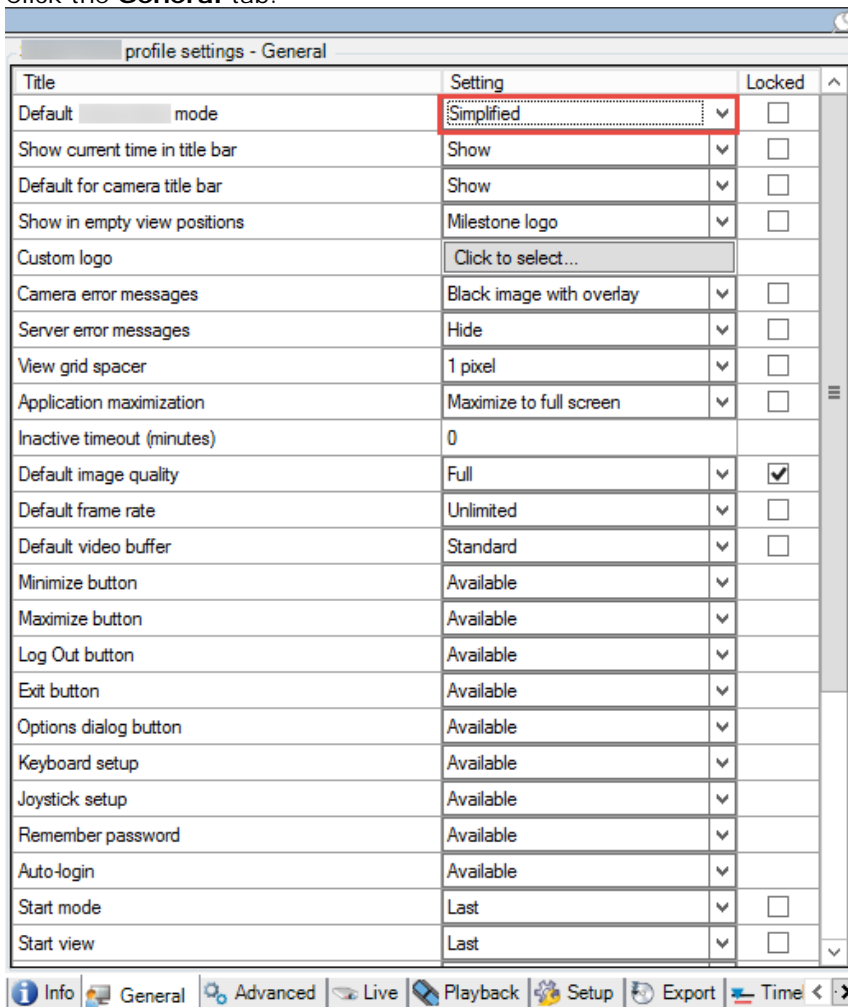 Click the General tab.
profile settings - General
Title Setting Locked
Default mode Simplified
Show current time in title bar Show
Default for camera title bar Show
Show in empty view positions Milestone logo
Custom logo Click to select...
Camera error messages Black image with overlay
Server error messages Hide
View grid spacer 1 pixel
Application maximization Maximize to full screen
Inactive timeout (minutes) 0
Default image quality Full
Default frame rate Unlimited
Default video buffer Standard
Minimize button Available
Maximize button Available
Log Out button Available
Exit button Available
Options dialog button Available
Keyboard setup Available
Joystick setup Available
Remember password Available
Auto-login Available
Start mode Last
Start view Last
Info General Advanced Live Playback Setup Export Time